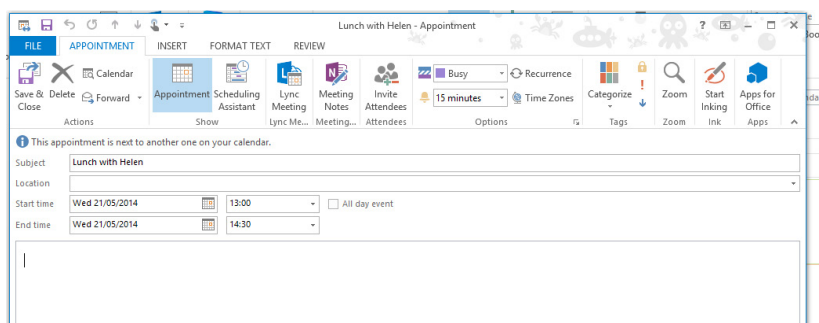 Lunch with Helen - Appointment
?
FILE APPOINTMENT INSERT FORMAT TEXT REVIEW
Calendar Busy Recurrence
Save & Delete Forward Appointment Scheduling Lync Meeting Invite 15 minutes Time Zones Categorize Zoom Start Apps for
Close Assistant Meeting Notes Attendees Inking Office
Actions Show Lync Me... Meeting... Attendees Options Tags Zoom Ink Apps
This appointment is next to another one on your calendar.
Subject Lunch with Helen
Location
Start time Wed 21/05/2014 13:00 All day event
End time Wed 21/05/2014 14:30